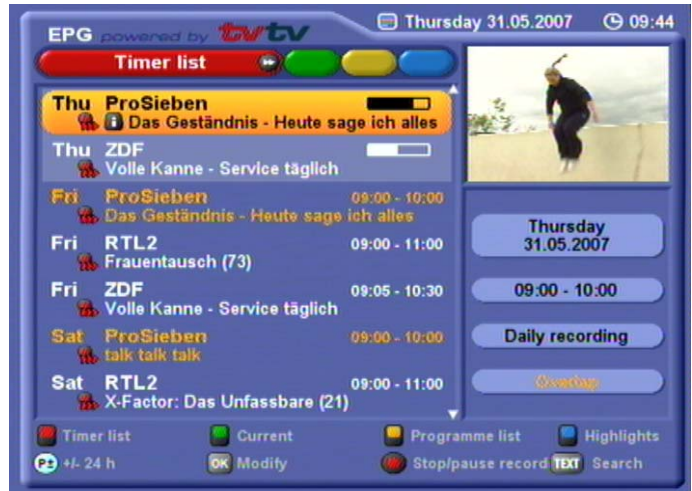 EPG powered by tvtv
Thursday 31.05.2007 09:44
Timer list
Thu ProSieben
Das Geständnis - Heute sage ich alles
Thu ZDF
Volle Kanne - Service täglich
Fri ProSieben 09:00 - 10:00
Das Geständnis - Heute sage ich alles
Fri RTL2 09:00 - 11:00
Frauentausch (73)
Fri ZDF 09:05 - 10:30
Volle Kanne - Service täglich
Sat ProSieben 09:00 - 10:00
talk talk talk
Sat RTL2 09:00 - 11:00
X-Factor: Das Unfassbare (21)
Thursday
31.05.2007
09:00 - 10:00
Daily recording
Overlap
Timer list Current Programme list Highlights
P± +/- 24 h OK Modify Stop/pause record TEXT Search